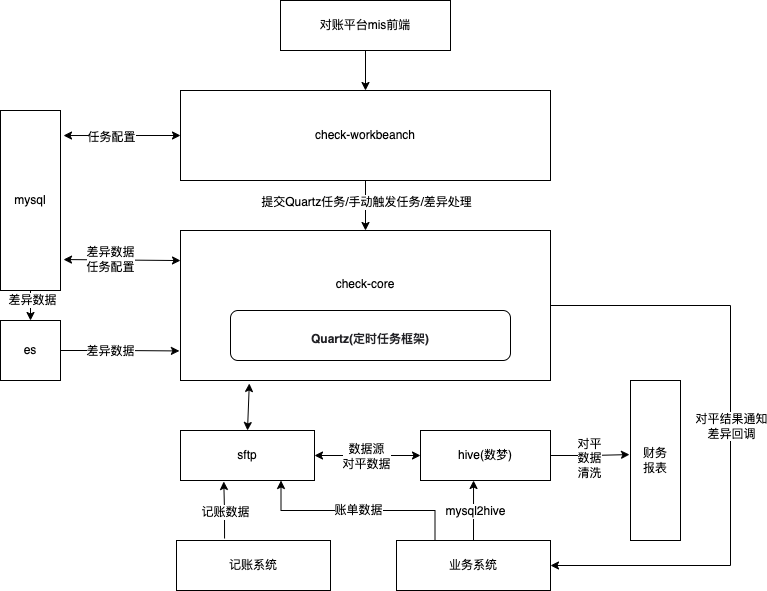 对账平台mis前端
任务配置
check-workbeanch
mysql
提交Quartz任务/手动触发任务/差异处理
差异数据
任务配置
check-core
差异数据
Quartz(定时任务框架)
es
差异数据
对平结果通知
差异回调
sftp
数据源
对平数据
hive(数梦)
对平
数据
清洗
财务
报表
记账数据
账单数据
mysql2hive
记账系统
业务系统